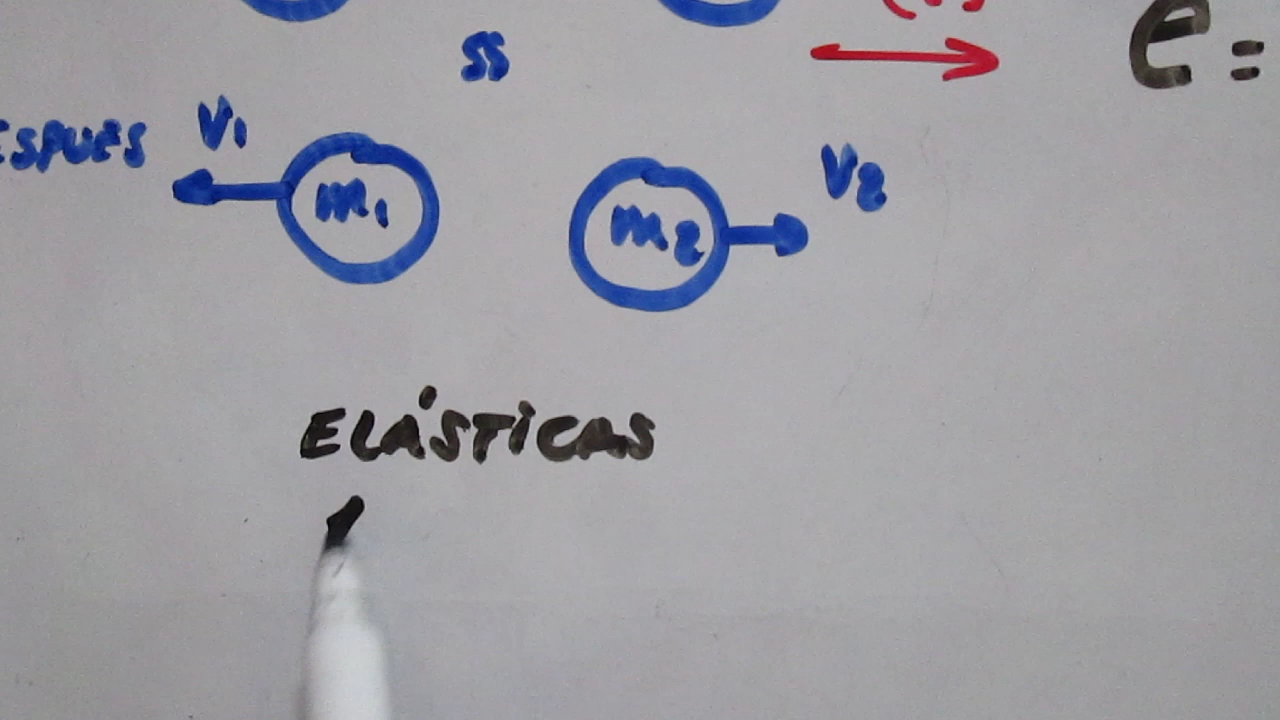 (+)
e =
SS
ESPUES V1
m1 m2 V2
ELÁSTICAS